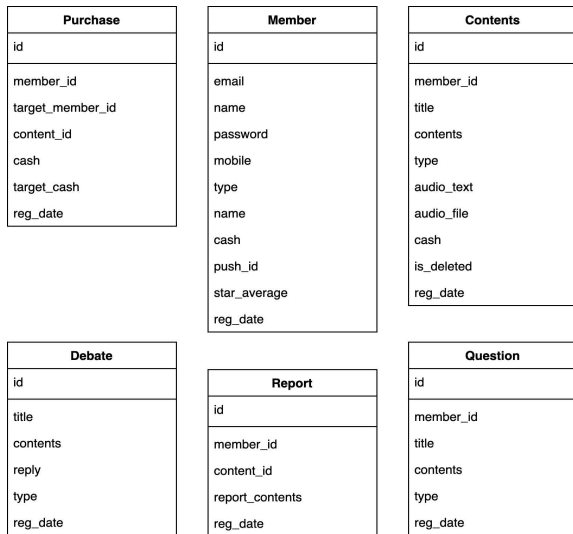 Purchase
id
member_id
target_member_id
content_id
cash
target_cash
reg_date
Member
id
email
name
password
mobile
type
name
cash
push_id
star_average
reg_date
Contents
id
member_id
title
contents
type
audio_text
audio_file
cash
is_deleted
reg_date
Debate
id
title
contents
reply
type
reg_date
Report
id
member_id
content_id
report_contents
reg_date
Question
id
member_id
title
contents
type
reg_date